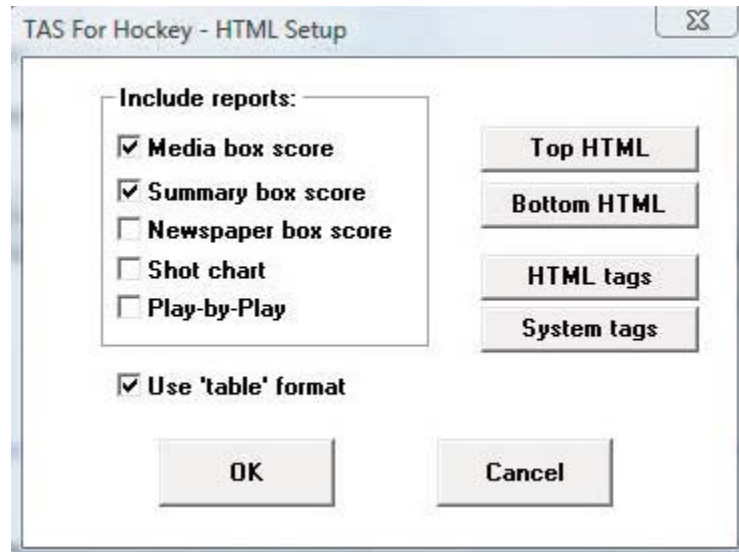 TAS For Hockey - HTML Setup
Include reports:
Media box score
Summary box score
Newspaper box score
Shot chart
Play-by-Play
Use 'table' format
Top HTML
Bottom HTML
HTML tags
System tags
OK
Cancel